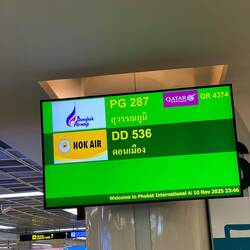 PG 287 QATAR QR 4374
Bangkok Airways
สุวรรณภูมิ
DD 536
NOK AIR
ดอนเมือง
Welcome to Phuket International Ai 10 Nov 2025 23:46